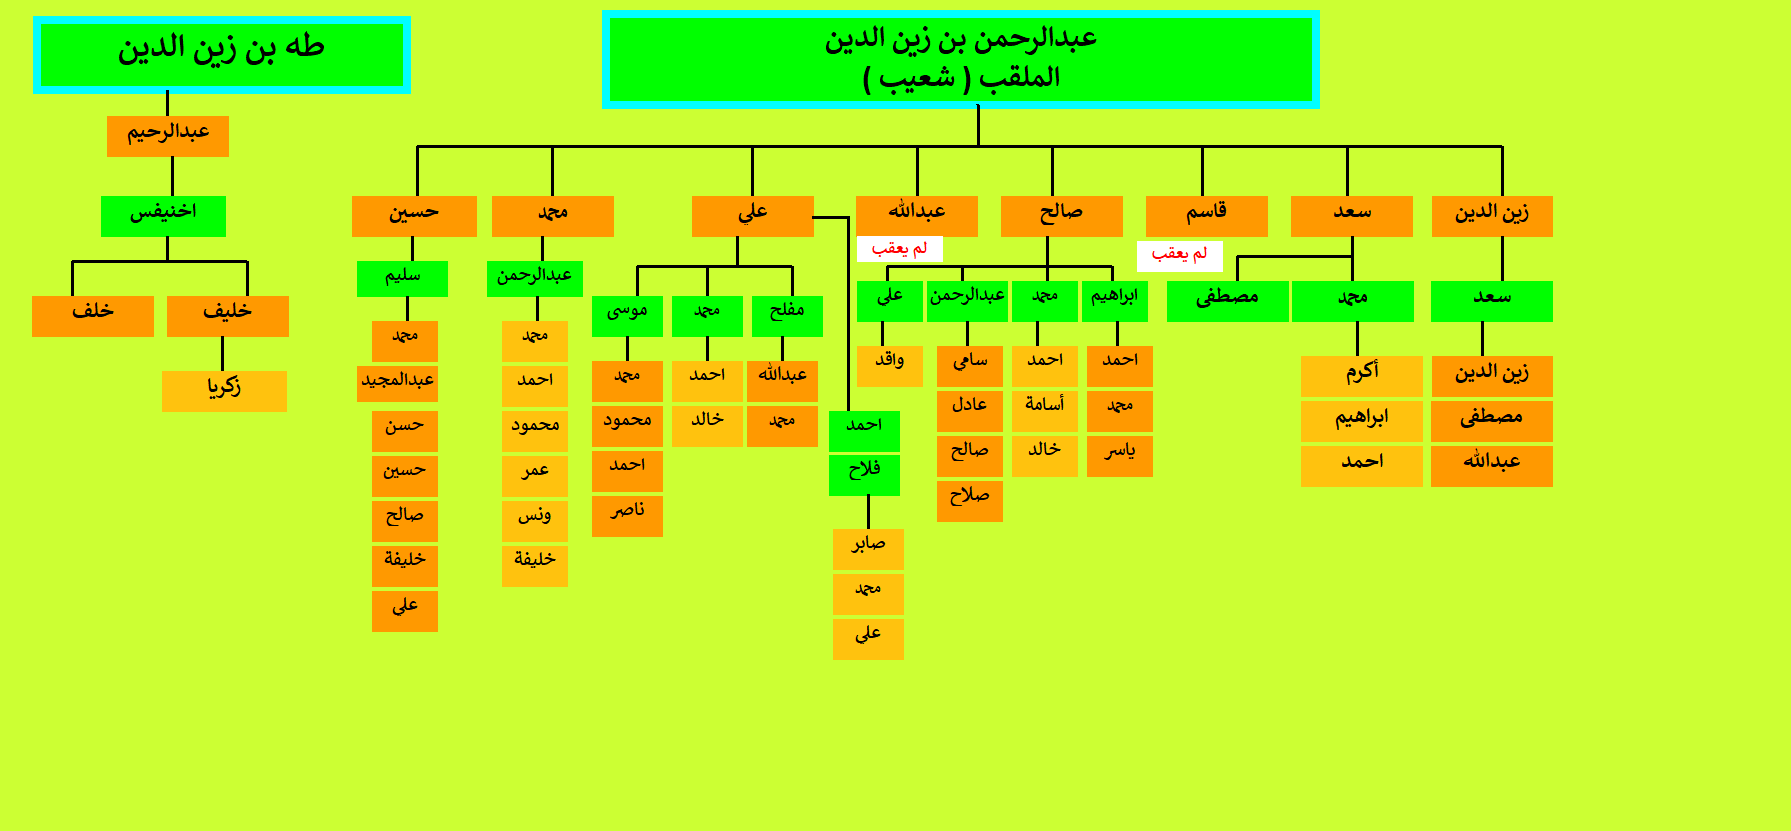 عبدالرحمن بن زين الدين
الملقب ( شعيب )
طه بن زين الدين
عبدالرحيم
زين الدين
سعد
قاسم
صالح
عبدالله
علي
محمد
حسين
اخنيفس
لم يعقب
لم يعقب
سعد
محمد
مصطفى
ابراهيم
محمد
عبدالرحمن
علي
مفلح
محمد
موسى
عبدالرحمن
سليم
خليف
خلف
زين الدين
مصطفى
عبدالله
أكرم
ابراهيم
احمد
احمد
محمد
ياسر
احمد
أسامة
خالد
سامي
عادل
صالح
صلاح
واقد
احمد
فلاح
صابر
محمد
علي
عبدالله
محمد
احمد
خالد
محمد
محمود
احمد
ناصر
محمد
احمد
محمود
عمر
ونس
خليفة
محمد
عبدالمجيد
حسن
حسين
صالح
خليفة
علي
زكريا